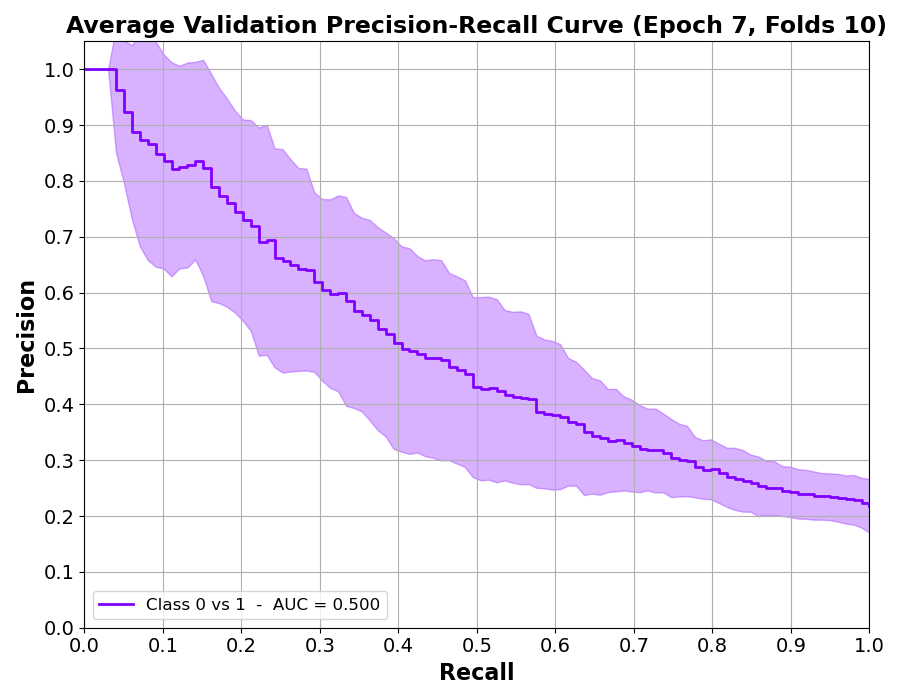 Average Validation Precision-Recall Curve (Epoch 7, Folds 10)
Precision
1.0
0.9
0.8
0.7
0.6
0.5
0.4
0.3
0.2
0.1
0.0
Class 0 vs 1  -  AUC = 0.500
0.0 0.1 0.2 0.3 0.4 0.5 0.6 0.7 0.8 0.9 1.0
Recall